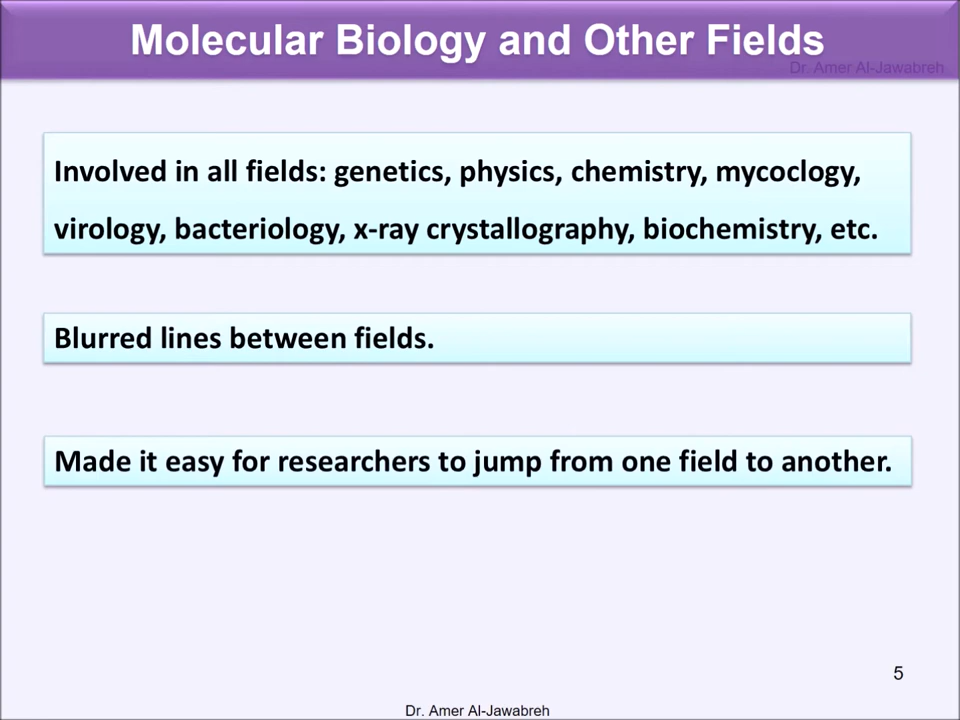 Molecular Biology and Other Fields
Dr. Amer Al-Jawabreh
Involved in all fields: genetics, physics, chemistry, mycoclogy,
virology, bacteriology, x-ray crystallography, biochemistry, etc.
Blurred lines between fields.
Made it easy for researchers to jump from one field to another.
5
Dr. Amer Al-Jawabreh